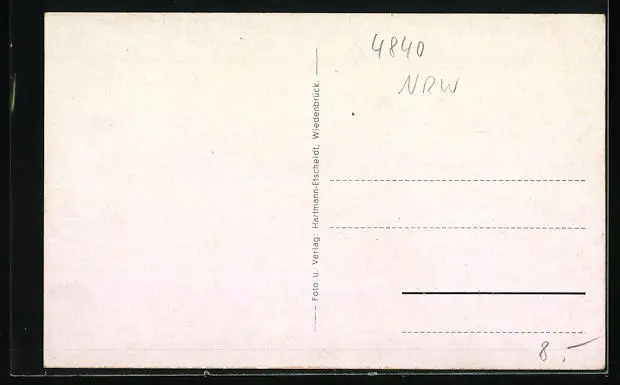 4840
NRW
Foto u. Verlag: Hartmann-Etscheidt, Wiedenbrück.
8.-